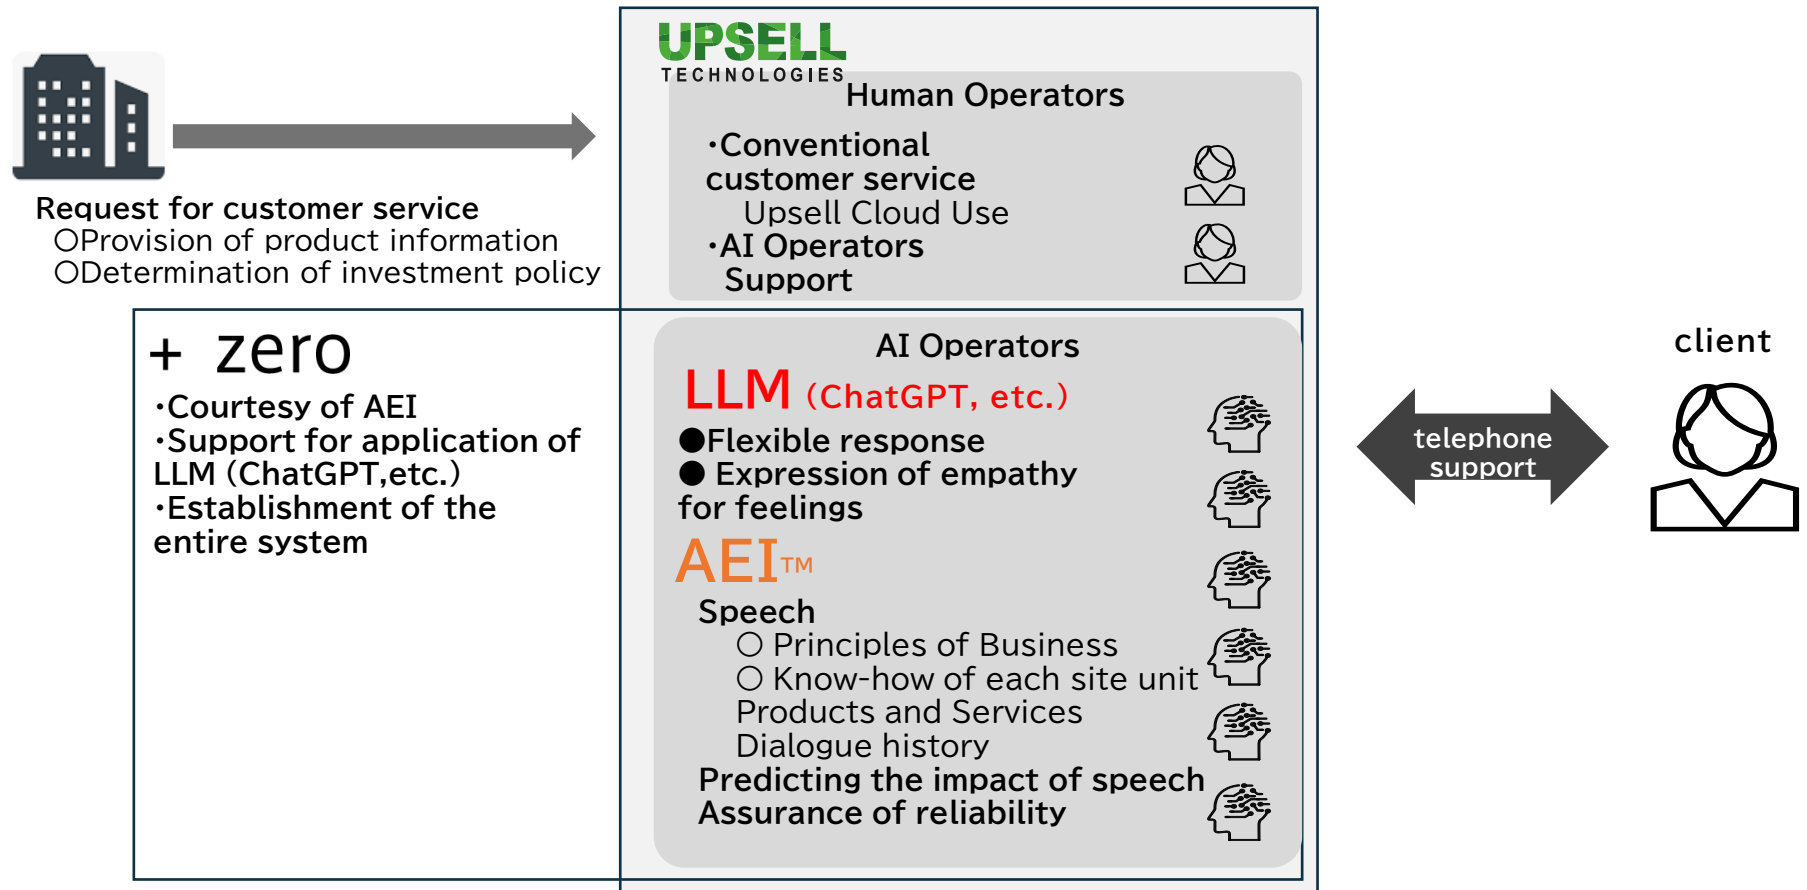 UPSELL
TECHNOLOGIES
Human Operators
・Conventional
customer service
Upsell Cloud Use
・AI Operators
Support
Request for customer service
〇Provision of product information
〇Determination of investment policy
+ zero
・Courtesy of AEI
・Support for application of
LLM (ChatGPT,etc.)
・Establishment of the
entire system
AI Operators
LLM (ChatGPT, etc.)
●Flexible response
● Expression of empathy
for feelings
AEI™
Speech
〇 Principles of Business
〇 Know-how of each site unit
Products and Services
Dialogue history
Predicting the impact of speech
Assurance of reliability
telephone
support
client